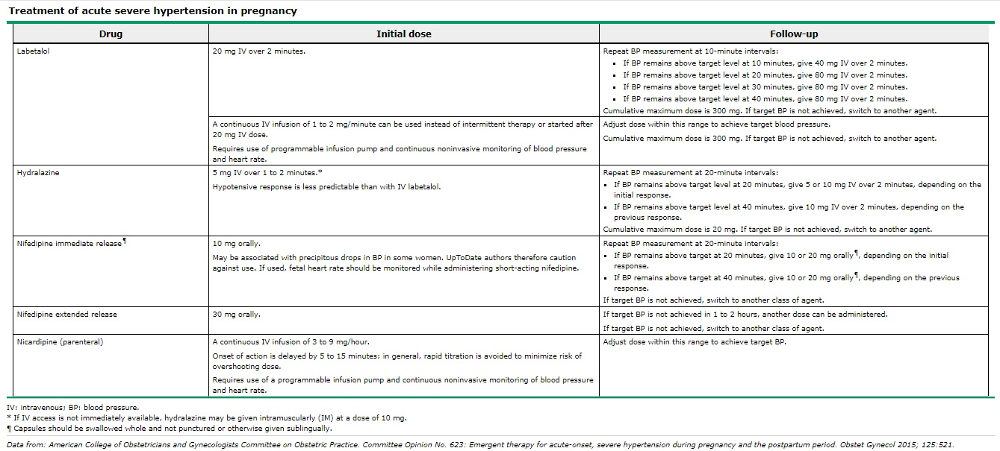 Treatment of acute severe hypertension in pregnancy
Drug
Initial dose
Follow-up
Labetalol
20 mg IV over 2 minutes.
Repeat BP measurement at 10-minute intervals:
▪ If BP remains above target level at 10 minutes, give 40 mg IV over 2 minutes.
▪ If BP remains above target level at 20 minutes, give 80 mg IV over 2 minutes.
▪ If BP remains above target level at 30 minutes, give 80 mg IV over 2 minutes.
▪ If BP remains above target level at 40 minutes, give 80 mg IV over 2 minutes.
Cumulative maximum dose is 300 mg. If target BP is not achieved, switch to another agent.
A continuous IV infusion of 1 to 2 mg/minute can be used instead of intermittent therapy or started after
20 mg IV dose.
Requires use of programmable infusion pump and continuous noninvasive monitoring of blood pressure
and heart rate.
Adjust dose within this range to achieve target blood pressure.
Cumulative maximum dose is 300 mg. If target BP is not achieved, switch to another agent.
Hydralazine
5 mg IV over 1 to 2 minutes.*
Hypotensive response is less predictable than with IV labetalol.
Repeat BP measurement at 20-minute intervals:
▪ If BP remains above target level at 20 minutes, give 5 or 10 mg IV over 2 minutes, depending on the
initial response.
▪ If BP remains above target level at 40 minutes, give 10 mg IV over 2 minutes, depending on the
previous response.
Cumulative maximum dose is 20 mg. If target BP is not achieved, switch to another agent.
Nifedipine immediate release¶
10 mg orally.
May be associated with precipitous drops in BP in some women. UpToDate authors therefore caution
against use. If used, fetal heart rate should be monitored while administering short-acting nifedipine.
Repeat BP measurement at 20-minute intervals:
▪ If BP remains above target at 20 minutes, give 10 or 20 mg orally¶, depending on the initial
response.
▪ If BP remains above target at 40 minutes, give 10 or 20 mg orally¶, depending on the previous
response.
If target BP is not achieved, switch to another class of agent.
Nifedipine extended release
30 mg orally.
If target BP is not achieved in 1 to 2 hours, another dose can be administered.
If target BP is not achieved, switch to another class of agent.
Nicardipine (parenteral)
A continuous IV infusion of 3 to 9 mg/hour.
Onset of action is delayed by 5 to 15 minutes; in general, rapid titration is avoided to minimize risk of
overshooting dose.
Requires use of a programmable infusion pump and continuous noninvasive monitoring of blood pressure
and heart rate.
Adjust dose within this range to achieve target BP.
IV: intravenous; BP: blood pressure.
* If IV access is not immediately available, hydralazine may be given intramuscularly (IM) at a dose of 10 mg.
¶ Capsules should be swallowed whole and not punctured or otherwise given sublingually.
Data from: American College of Obstetricians and Gynecologists Committee on Obstetric Practice. Committee Opinion No. 623: Emergent therapy for acute-onset, severe hypertension during pregnancy and the postpartum period. Obstet Gynecol 2015; 125:521.